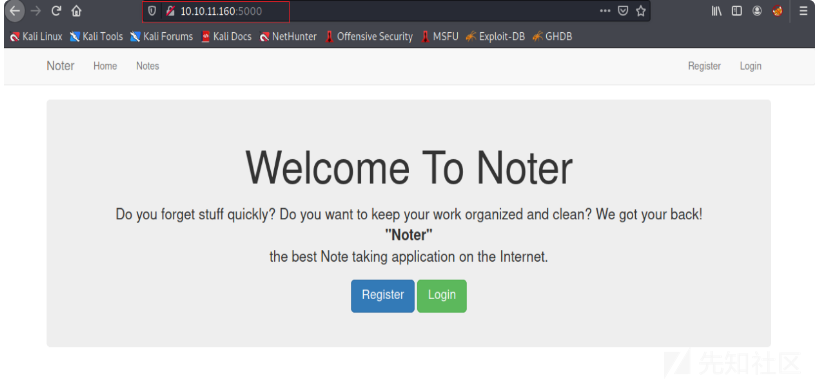 10.10.11.160:5000
Kali Linux Kali Tools Kali Forums Kali Docs NetHunter Offensive Security MSFU Exploit-DB GHDB
Noter Home Notes Register Login
Welcome To Noter
Do you forget stuff quickly? Do you want to keep your work organized and clean? We got your back!
"Noter"
the best Note taking application on the Internet.
Register Login
先知社区